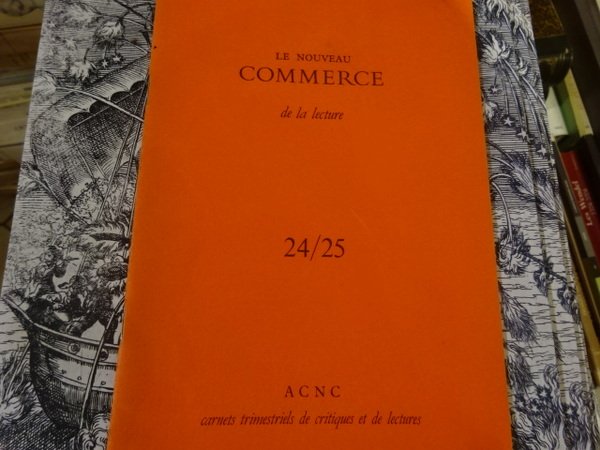 LE NOUVEAU
COMMERCE
de la lecture
24/25
ACNC
carnets trimestriels de critiques et de lectures